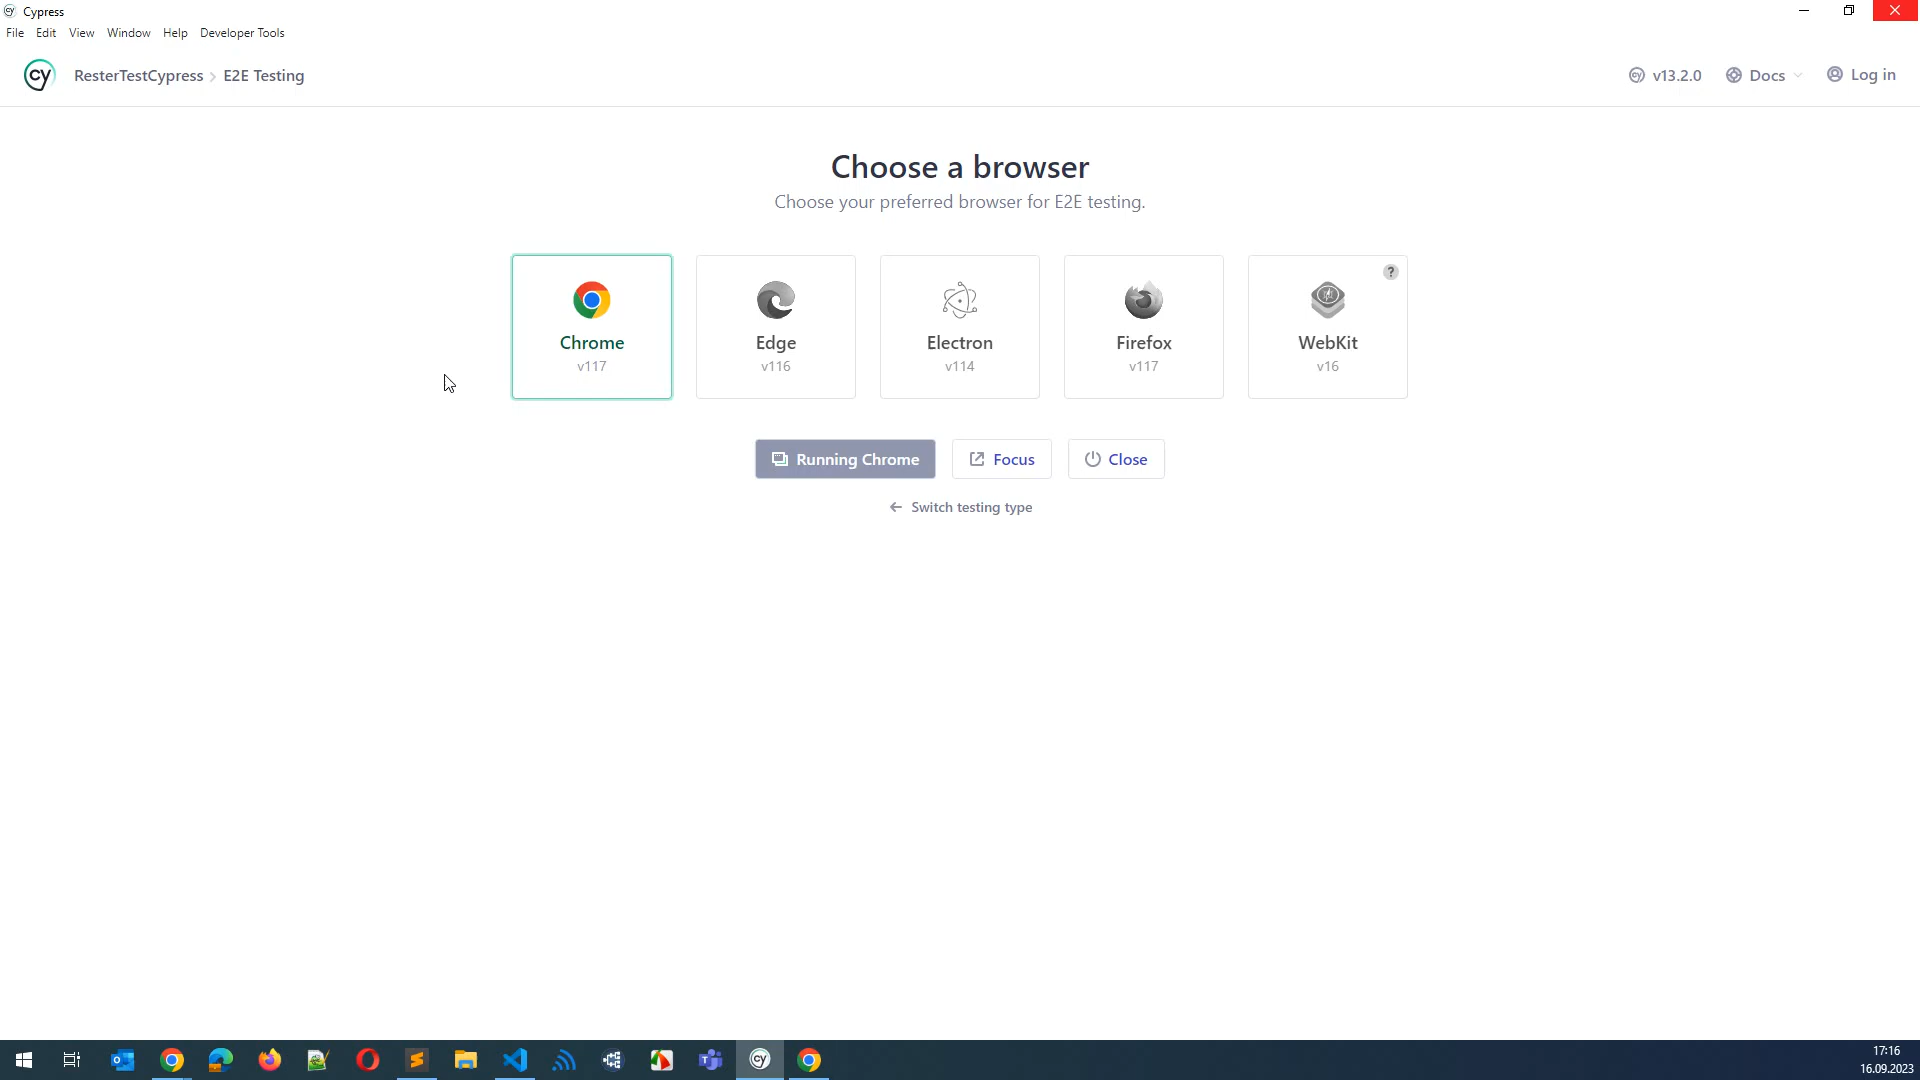 Cypress
File Edit View Window Help Developer Tools
cy ResterTestCypress > E2E Testing
v13.2.0 Docs Log in
Choose a browser
Choose your preferred browser for E2E testing.
Chrome
v117
Edge
v116
Electron
v114
Firefox
v117
?
WebKit
v16
Running Chrome
Focus
Close
← Switch testing type
17:16
16.09.2023